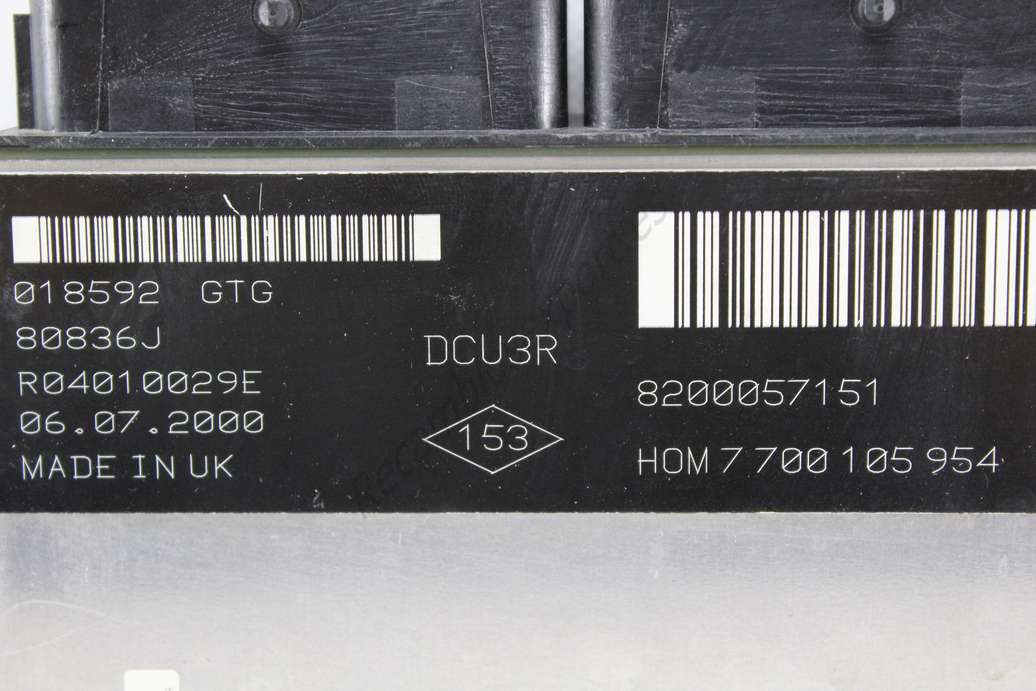 018592 GTG
80836J
R04010029E
06.07.2000
MADE IN UK
DCU3R
153
8200057151
HOM 7 700 105 954